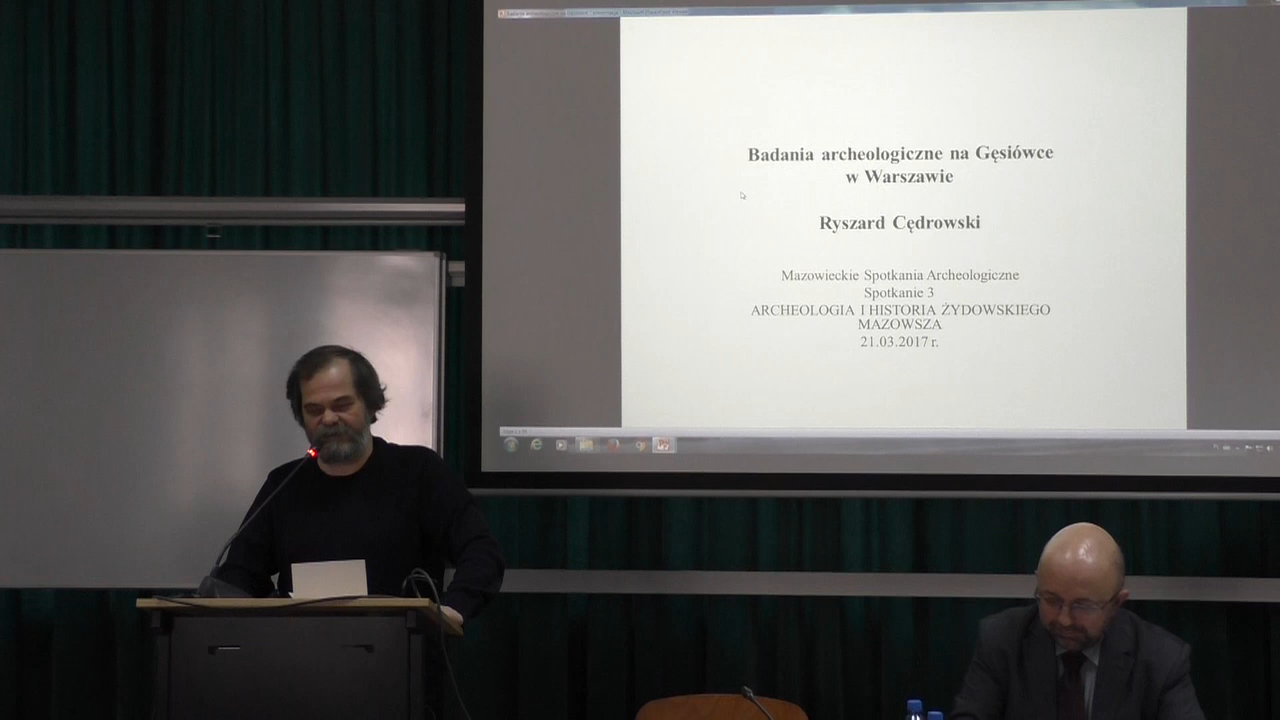 Badania archeologiczne na Gęsiówce
w Warszawie
Ryszard Cędrowski
Mazowieckie Spotkania Archeologiczne
Spotkanie 3
ARCHEOLOGIA I HISTORIA ŻYDOWSKIEGO
MAZOWSZA
21.03.2017 r.